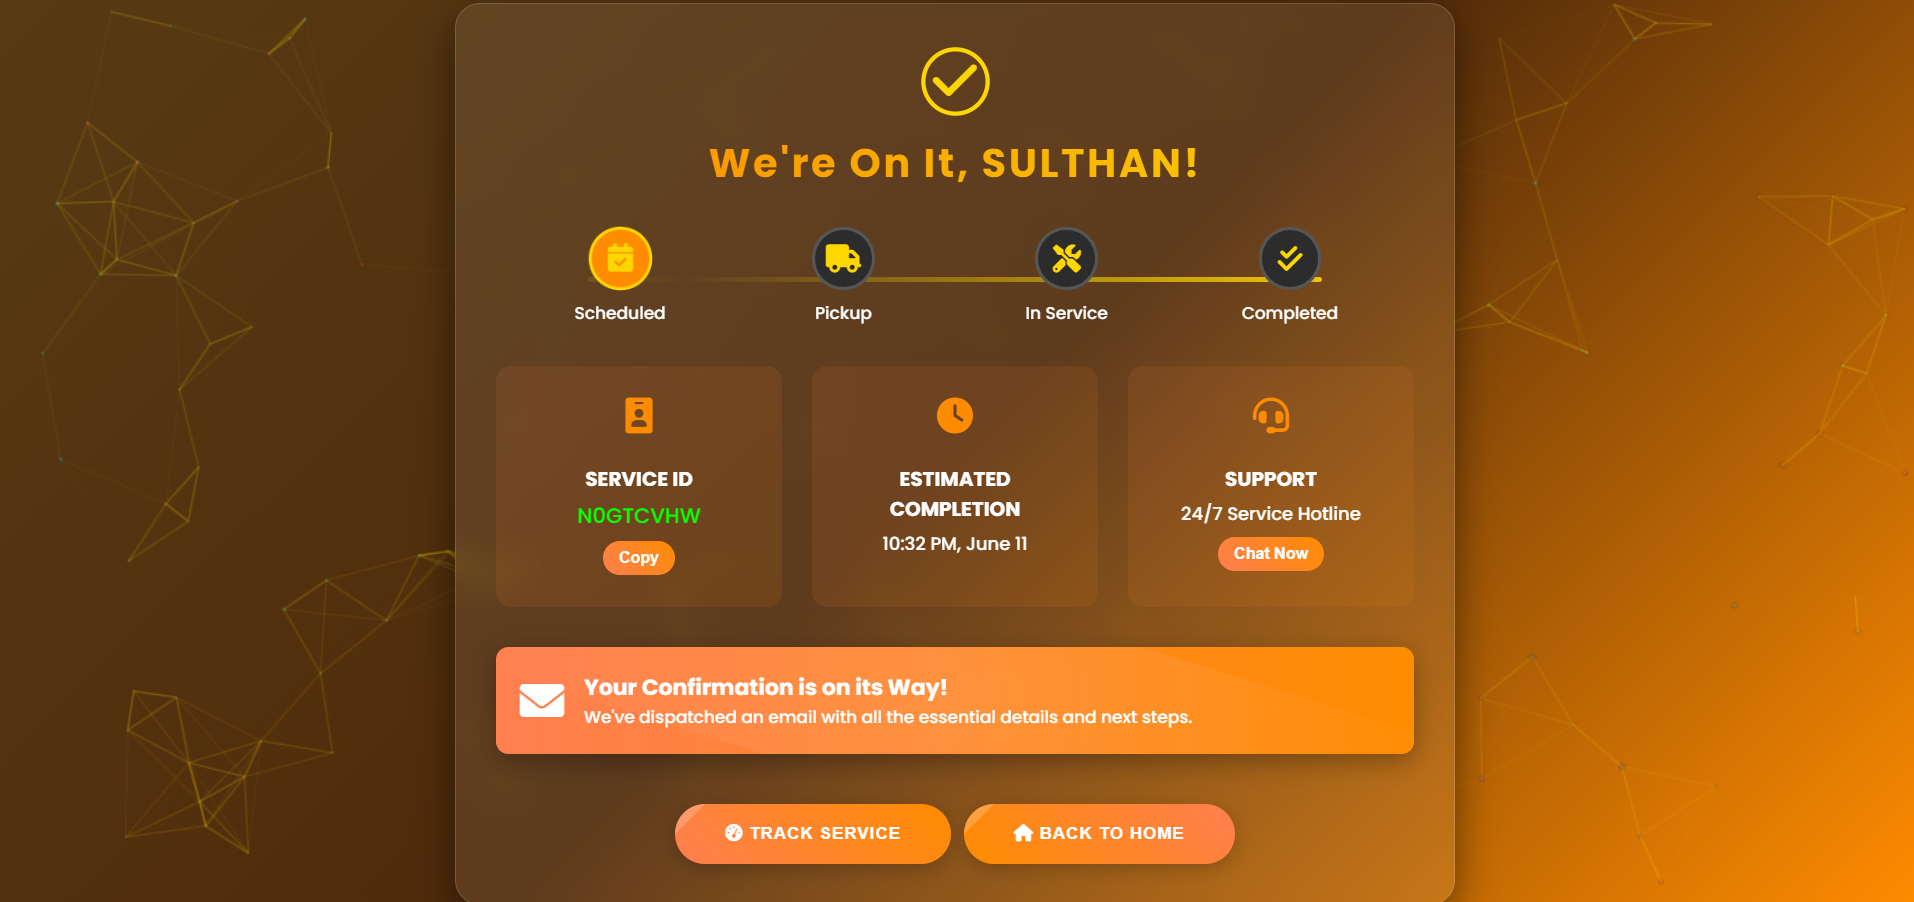 We're On It, SULTHAN!
Scheduled
Pickup
In Service
Completed
SERVICE ID
N0GTCVHW
Copy
ESTIMATED
COMPLETION
10:32 PM, June 11
SUPPORT
24/7 Service Hotline
Chat Now
Your Confirmation is on its Way!
We've dispatched an email with all the essential details and next steps.
TRACK SERVICE
BACK TO HOME